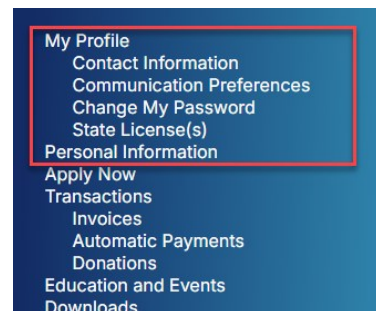 My Profile
Contact Information
Communication Preferences
Change My Password
State License(s)
Personal Information
Apply Now
Transactions
Invoices
Automatic Payments
Donations
Education and Events
Downloads